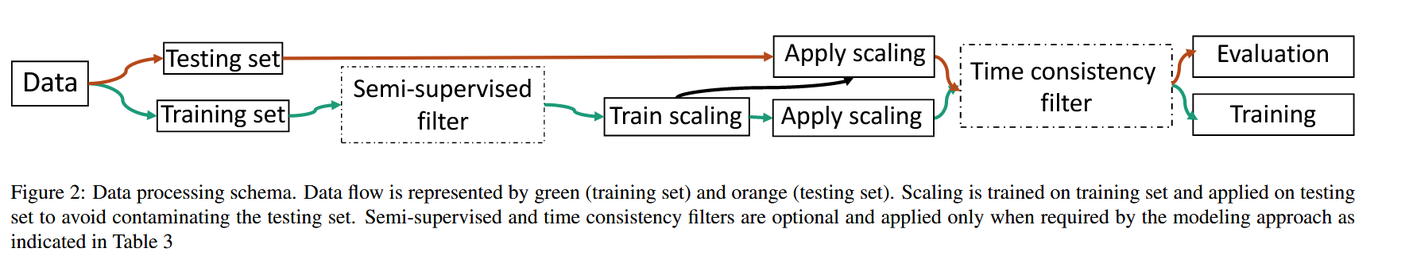 Data
Testing set
Training set
Semi-supervised
filter
Train scaling
Apply scaling
Apply scaling
Time consistency
filter
Evaluation
Training
Figure 2: Data processing schema. Data flow is represented by green (training set) and orange (testing set). Scaling is trained on training set and applied on testing
set to avoid contaminating the testing set. Semi-supervised and time consistency filters are optional and applied only when required by the modeling approach as
indicated in Table 3